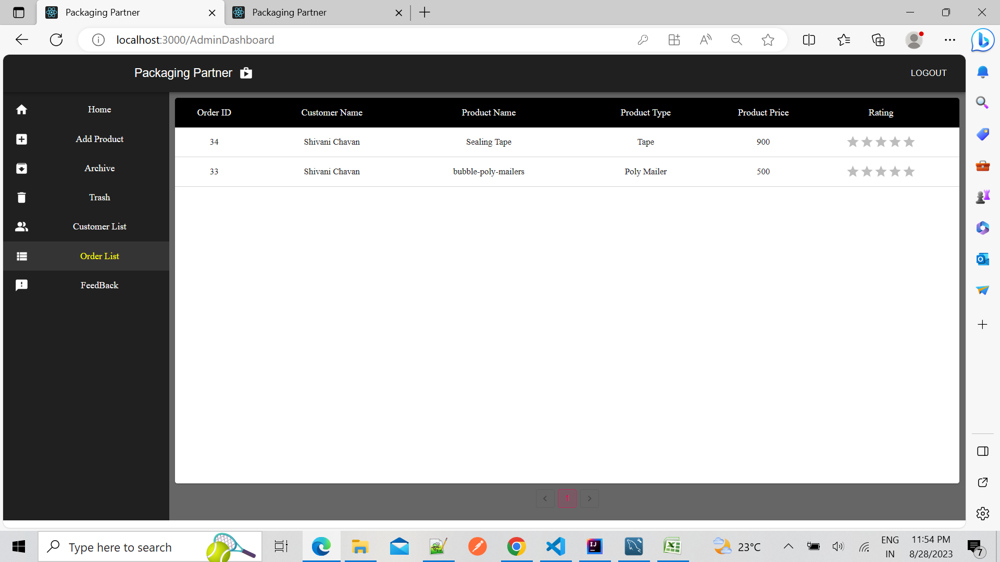 Packaging Partner
Packaging Partner
localhost:3000/AdminDashboard
Packaging Partner
LOGOUT
Home
Add Product
Archive
Trash
Customer List
Order List
FeedBack
Order ID Customer Name Product Name Product Type Product Price Rating
34 Shivani Chavan Sealing Tape Tape 900
33 Shivani Chavan bubble-poly-mailers Poly Mailer 500
1
Type here to search
23°C
ENG
IN
11:54 PM
8/28/2023
7